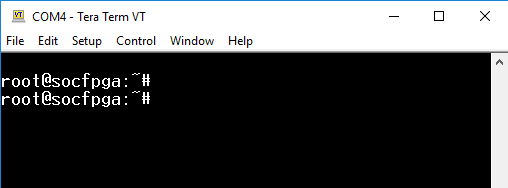 COM4 - Tera Term VT
File Edit Setup Control Window Help
root@socfpga:~#
root@socfpga:~#